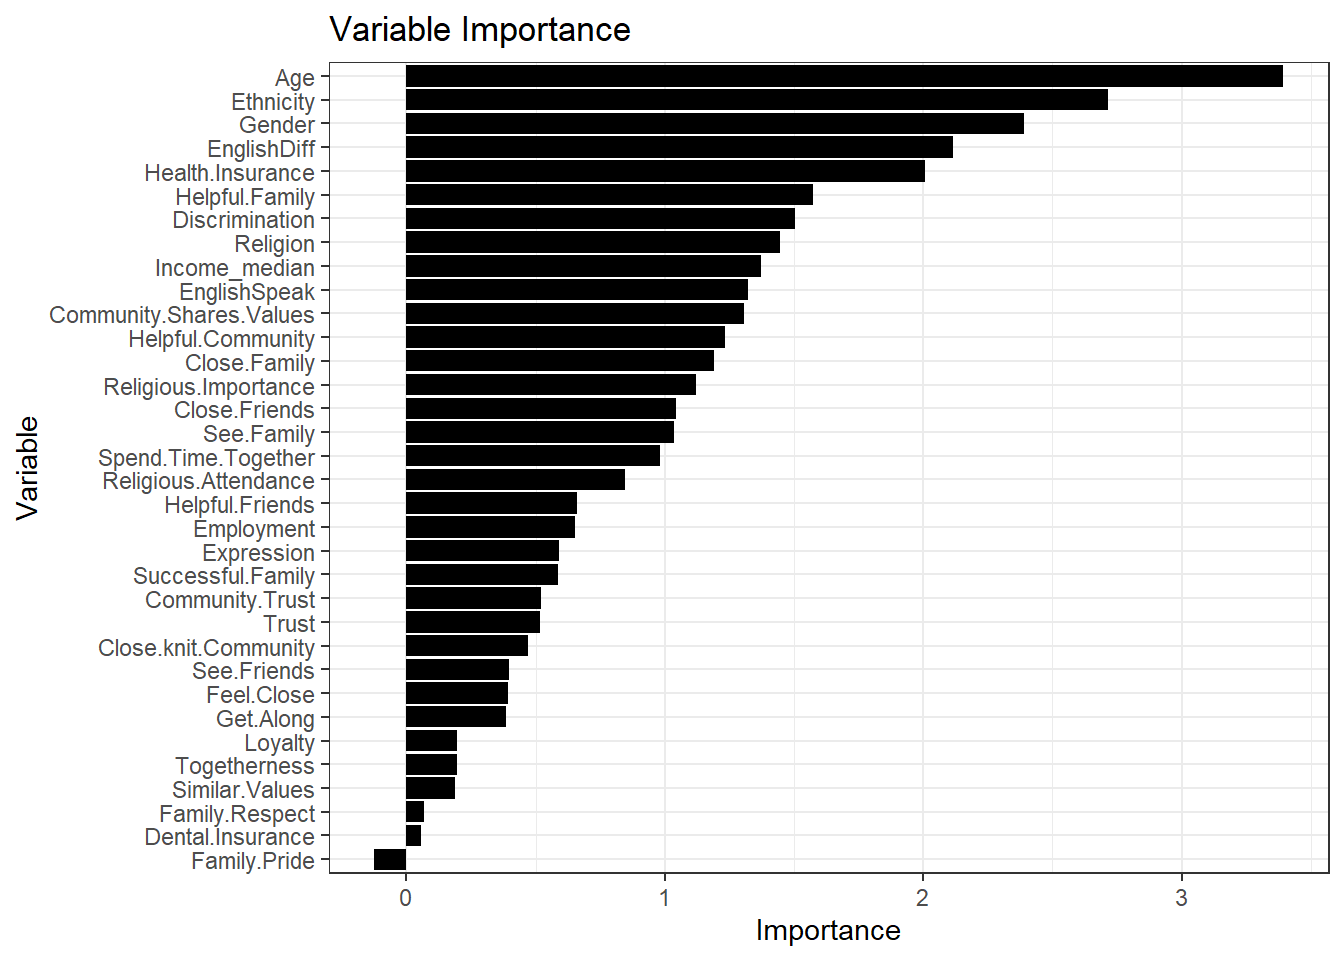 Variable Importance
Age
Ethnicity
Gender
EnglishDiff
Health.Insurance
Helpful.Family
Discrimination
Religion
Income_median
EnglishSpeak
Community.Shares.Values
Helpful.Community
Close.Family
Religious.Importance
Close.Friends
See.Family
Spend.Time.Together
Religious.Attendance
Helpful.Friends
Employment
Expression
Successful.Family
Community.Trust
Trust
Close.knit.Community
See.Friends
Feel.Close
Get.Along
Loyalty
Togetherness
Similar.Values
Family.Respect
Dental.Insurance
Family.Pride
Variable
0 1 2 3
Importance